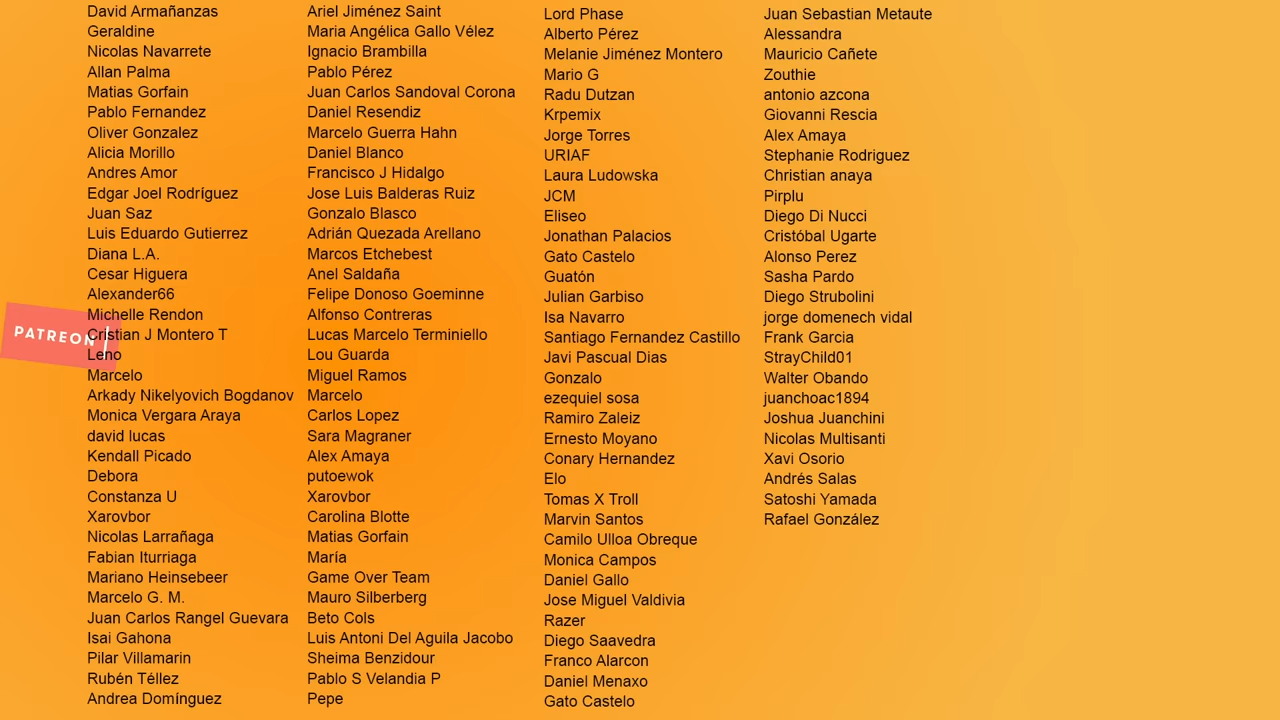 David Armañanzas
Geraldine
Nicolas Navarrete
Allan Palma
Matias Gorfain
Pablo Fernandez
Oliver Gonzalez
Alicia Morillo
Andres Amor
Edgar Joel Rodríguez
Juan Saz
Luis Eduardo Gutierrez
Diana L.A.
Cesar Higuera
Alexander66
Michelle Rendon
Cristian J Montero T
Leno
Marcelo
Arkady Nikelyovich Bogdanov
Monica Vergara Araya
david lucas
Kendall Picado
Debora
Constanza U
Xarovbor
Nicolas Larrañaga
Fabian Iturriaga
Mariano Heinsebeer
Marcelo G. M.
Juan Carlos Rangel Guevara
Isai Gahona
Pilar Villamarin
Rubén Téllez
Andrea Domínguez
PATREON
Ariel Jiménez Saint
Maria Angélica Gallo Vélez
Ignacio Brambilla
Pablo Pérez
Juan Carlos Sandoval Corona
Daniel Resendiz
Marcelo Guerra Hahn
Daniel Blanco
Francisco J Hidalgo
Jose Luis Balderas Ruiz
Gonzalo Blasco
Adrián Quezada Arellano
Marcos Etchebest
Anel Saldaña
Felipe Donoso Goeminne
Alfonso Contreras
Lucas Marcelo Terminiello
Lou Guarda
Miguel Ramos
Marcelo
Carlos Lopez
Sara Magraner
Alex Amaya
putoewok
Xarovbor
Carolina Blotte
Matias Gorfain
María
Game Over Team
Mauro Silberberg
Beto Cols
Luis Antoni Del Aguila Jacobo
Sheima Benzidour
Pablo S Velandia P
Pepe
Lord Phase
Alberto Pérez
Melanie Jiménez Montero
Mario G
Radu Dutzan
Krpemix
Jorge Torres
URIAF
Laura Ludowska
JCM
Eliseo
Jonathan Palacios
Gato Castelo
Guatón
Julian Garbiso
Isa Navarro
Santiago Fernandez Castillo
Javi Pascual Dias
Gonzalo
ezequiel sosa
Ramiro Zaleiz
Ernesto Moyano
Conary Hernandez
Elo
Tomas X Troll
Marvin Santos
Camilo Ulloa Obreque
Monica Campos
Daniel Gallo
Jose Miguel Valdivia
Razer
Diego Saavedra
Franco Alarcon
Daniel Menaxo
Gato Castelo
Juan Sebastian Metaute
Alessandra
Mauricio Cañete
Zouthie
antonio azcona
Giovanni Rescia
Alex Amaya
Stephanie Rodriguez
Christian anaya
Pirplu
Diego Di Nucci
Cristóbal Ugarte
Alonso Perez
Sasha Pardo
Diego Strubolini
jorge domenech vidal
Frank Garcia
StrayChild01
Walter Obando
juanchoac1894
Joshua Juanchini
Nicolas Multisanti
Xavi Osorio
Andrés Salas
Satoshi Yamada
Rafael González